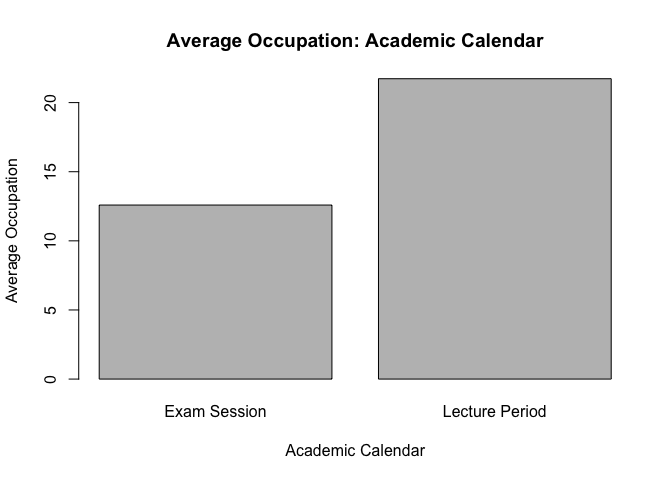 Average Occupation: Academic Calendar
20
15
10
5
0
Average Occupation
Exam Session
Lecture Period
Academic Calendar